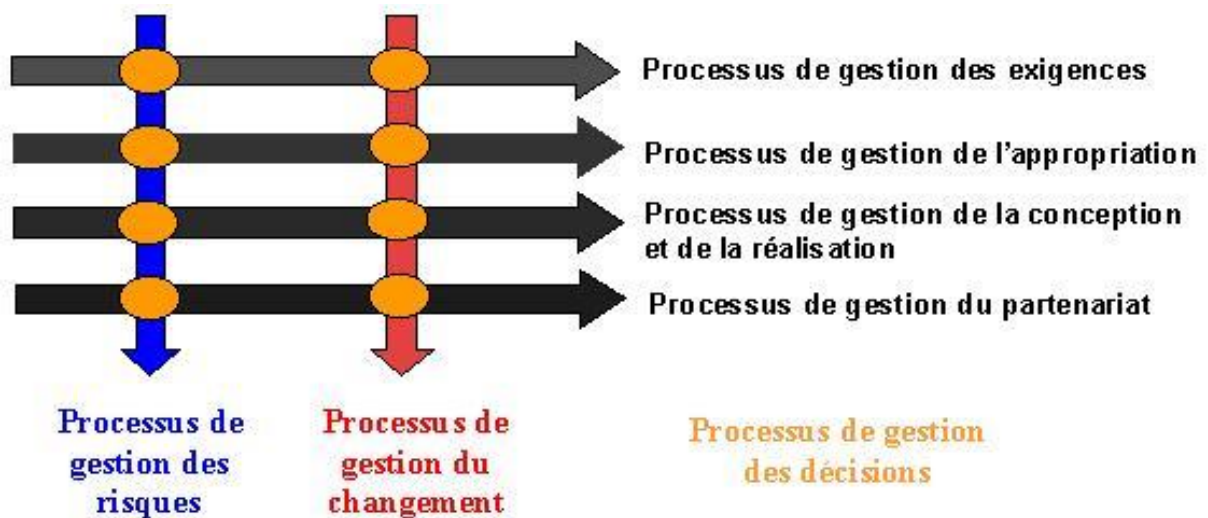 Processus de gestion des exigences
Processus de gestion de l'appropriation
Processus de gestion de la conception
et de la réalisation
Processus de gestion du partenariat
Processus de
gestion des
risques
Processus de
gestion du
changement
Processus de gestion
des décisions